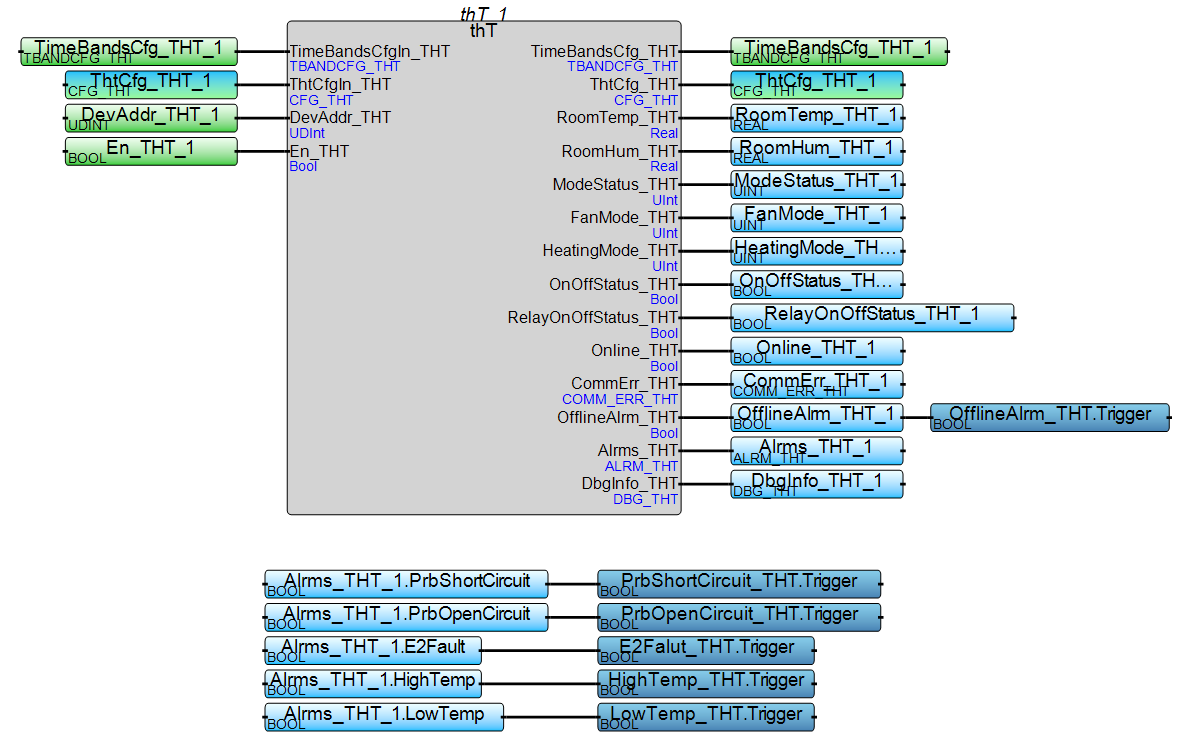 thT_1
thT
TimeBandsCfg_THT_1
TBANDCFG_THT
ThtCfg_THT_1
CFG_THT
DevAddr_THT_1
UDINT
En_THT_1
BOOL
TimeBandsCfgIn_THT
TBANDCFG_THT
ThtCfgIn_THT
CFG_THT
DevAddr_THT
UDInt
En_THT
Bool
TimeBandsCfg_THT
TBANDCFG_THT
ThtCfg_THT
CFG_THT
RoomTemp_THT
Real
RoomHum_THT
Real
ModeStatus_THT
UInt
FanMode_THT
UInt
HeatingMode_THT
UInt
OnOffStatus_THT
Bool
RelayOnOffStatus_THT
Bool
Online_THT
Bool
CommErr_THT
COMM_ERR_THT
OfflineAlrm_THT
Bool
Alrms_THT
ALRM_THT
DbgInfo_THT
DBG_THT
TimeBandsCfg_THT_1
TBANDCFG_THT
ThtCfg_THT_1
CFG_THT
RoomTemp_THT_1
REAL
RoomHum_THT_1
REAL
ModeStatus_THT_1
UINT
FanMode_THT_1
UINT
HeatingMode_TH...
UINT
OnOffStatus_TH...
BOOL
RelayOnOffStatus_THT_1
BOOL
Online_THT_1
BOOL
CommErr_THT_1
COMM_ERR_THT
OfflineAlrm_THT_1
BOOL
OfflineAlrm_THT.Trigger
BOOL
Alrms_THT_1
ALRM_THT
DbgInfo_THT_1
DBG_THT
Alrms_THT_1.PrbShortCircuit
BOOL
PrbShortCircuit_THT.Trigger
BOOL
Alrms_THT_1.PrbOpenCircuit
BOOL
PrbOpenCircuit_THT.Trigger
BOOL
Alrms_THT_1.E2Fault
BOOL
E2Falut_THT.Trigger
BOOL
Alrms_THT_1.HighTemp
BOOL
HighTemp_THT.Trigger
BOOL
Alrms_THT_1.LowTemp
BOOL
LowTemp_THT.Trigger
BOOL